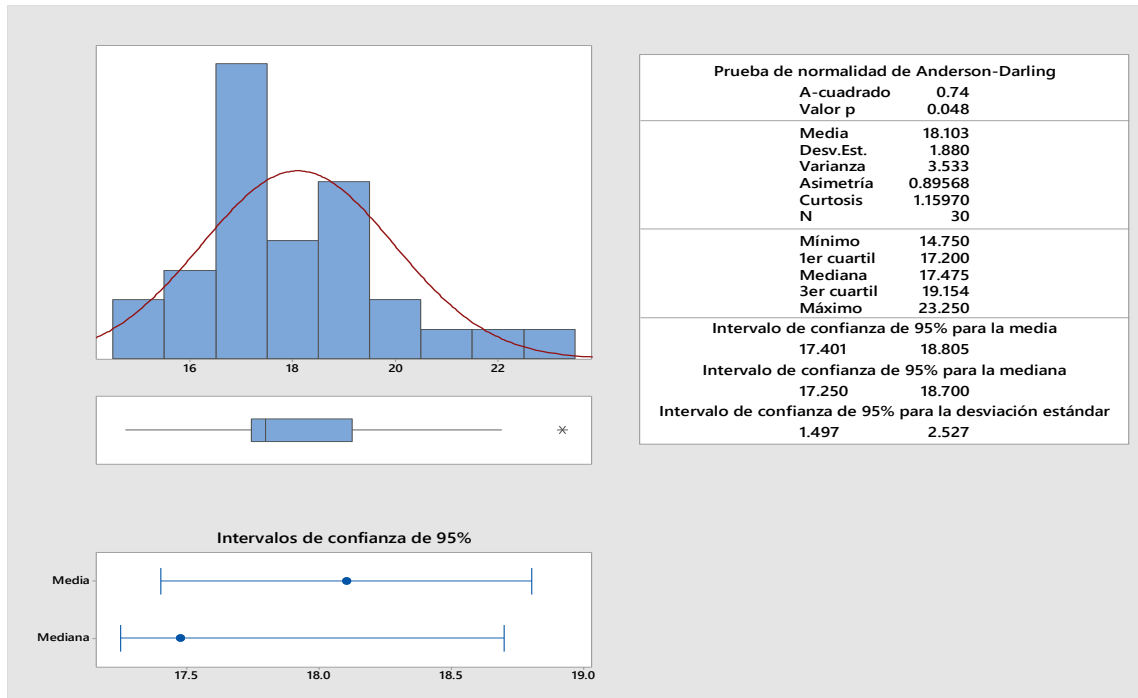 16 18 20 22
Intervalos de confianza de 95%
Media
Mediana
17.5 18.0 18.5 19.0
Prueba de normalidad de Anderson-Darling
A-cuadrado 0.74
Valor p 0.048
Media 18.103
Desv.Est. 1.880
Varianza 3.533
Asimetría 0.89568
Curtosis 1.15970
N 30
Mínimo 14.750
1er cuartil 17.200
Mediana 17.475
3er cuartil 19.154
Máximo 23.250
Intervalo de confianza de 95% para la media
17.401 18.805
Intervalo de confianza de 95% para la mediana
17.250 18.700
Intervalo de confianza de 95% para la desviación estándar
1.497 2.527